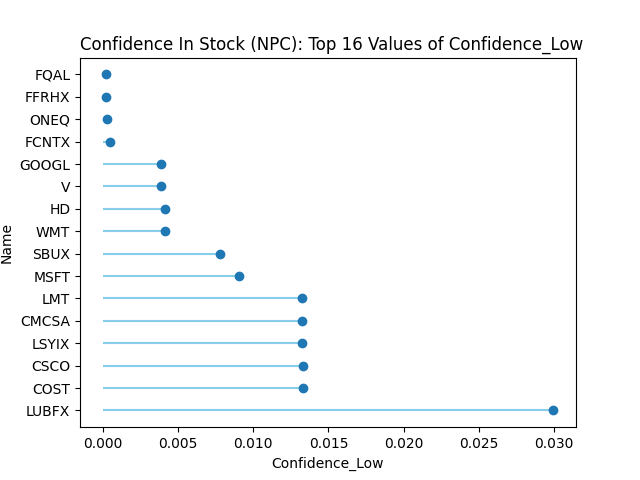 Confidence In Stock (NPC): Top 16 Values of Confidence_Low
FQAL
FFRHX
ONEQ
FCNTX
GOOGL
V
HD
WMT
SBUX
MSFT
LMT
CMCSA
LSYIX
CSCO
COST
LUBFX
Name
0.000 0.005 0.010 0.015 0.020 0.025 0.030
Confidence_Low